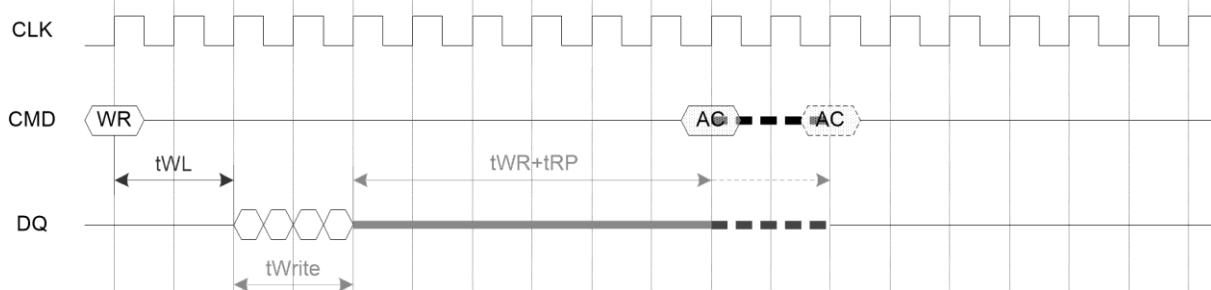 CLK
CMD WR AC AC
tWL tWR+tRP
DQ
tWrite